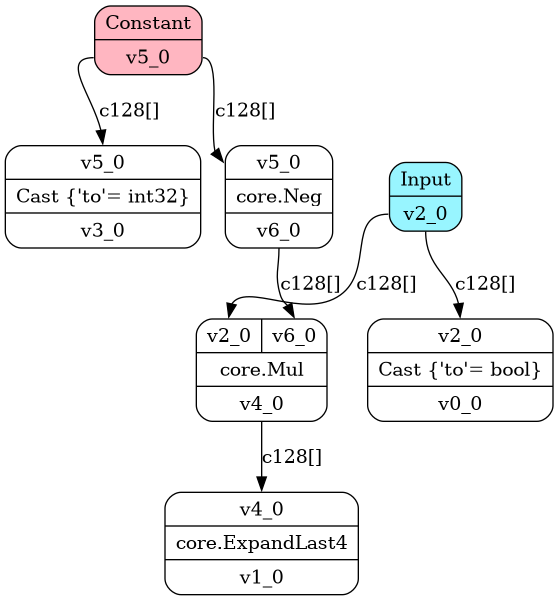 Constant
v5_0
c128[]
c128[]
v5_0
Cast {'to'= int32}
v3_0
v5_0
core.Neg
v6_0
Input
v2_0
c128[]
c128[]
c128[]
v2_0 v6_0
core.Mul
v4_0
v2_0
Cast {'to'= bool}
v0_0
c128[]
v4_0
core.ExpandLast4
v1_0